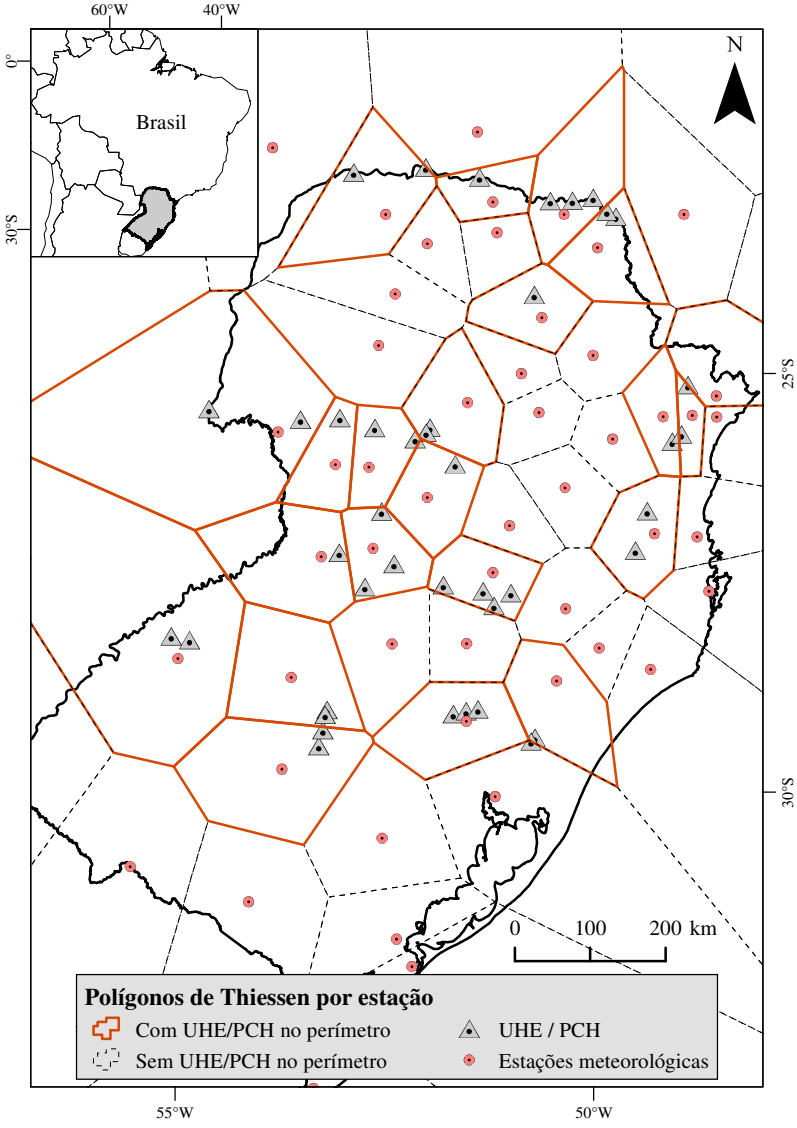 60°W 40°W
0°
30°S
Brasil
N
25°S
30°S
0 100 200 km
Polígonos de Thiessen por estação
Com UHE/PCH no perímetro
UHE / PCH
Sem UHE/PCH no perímetro
Estações meteorológicas
55°W 50°W